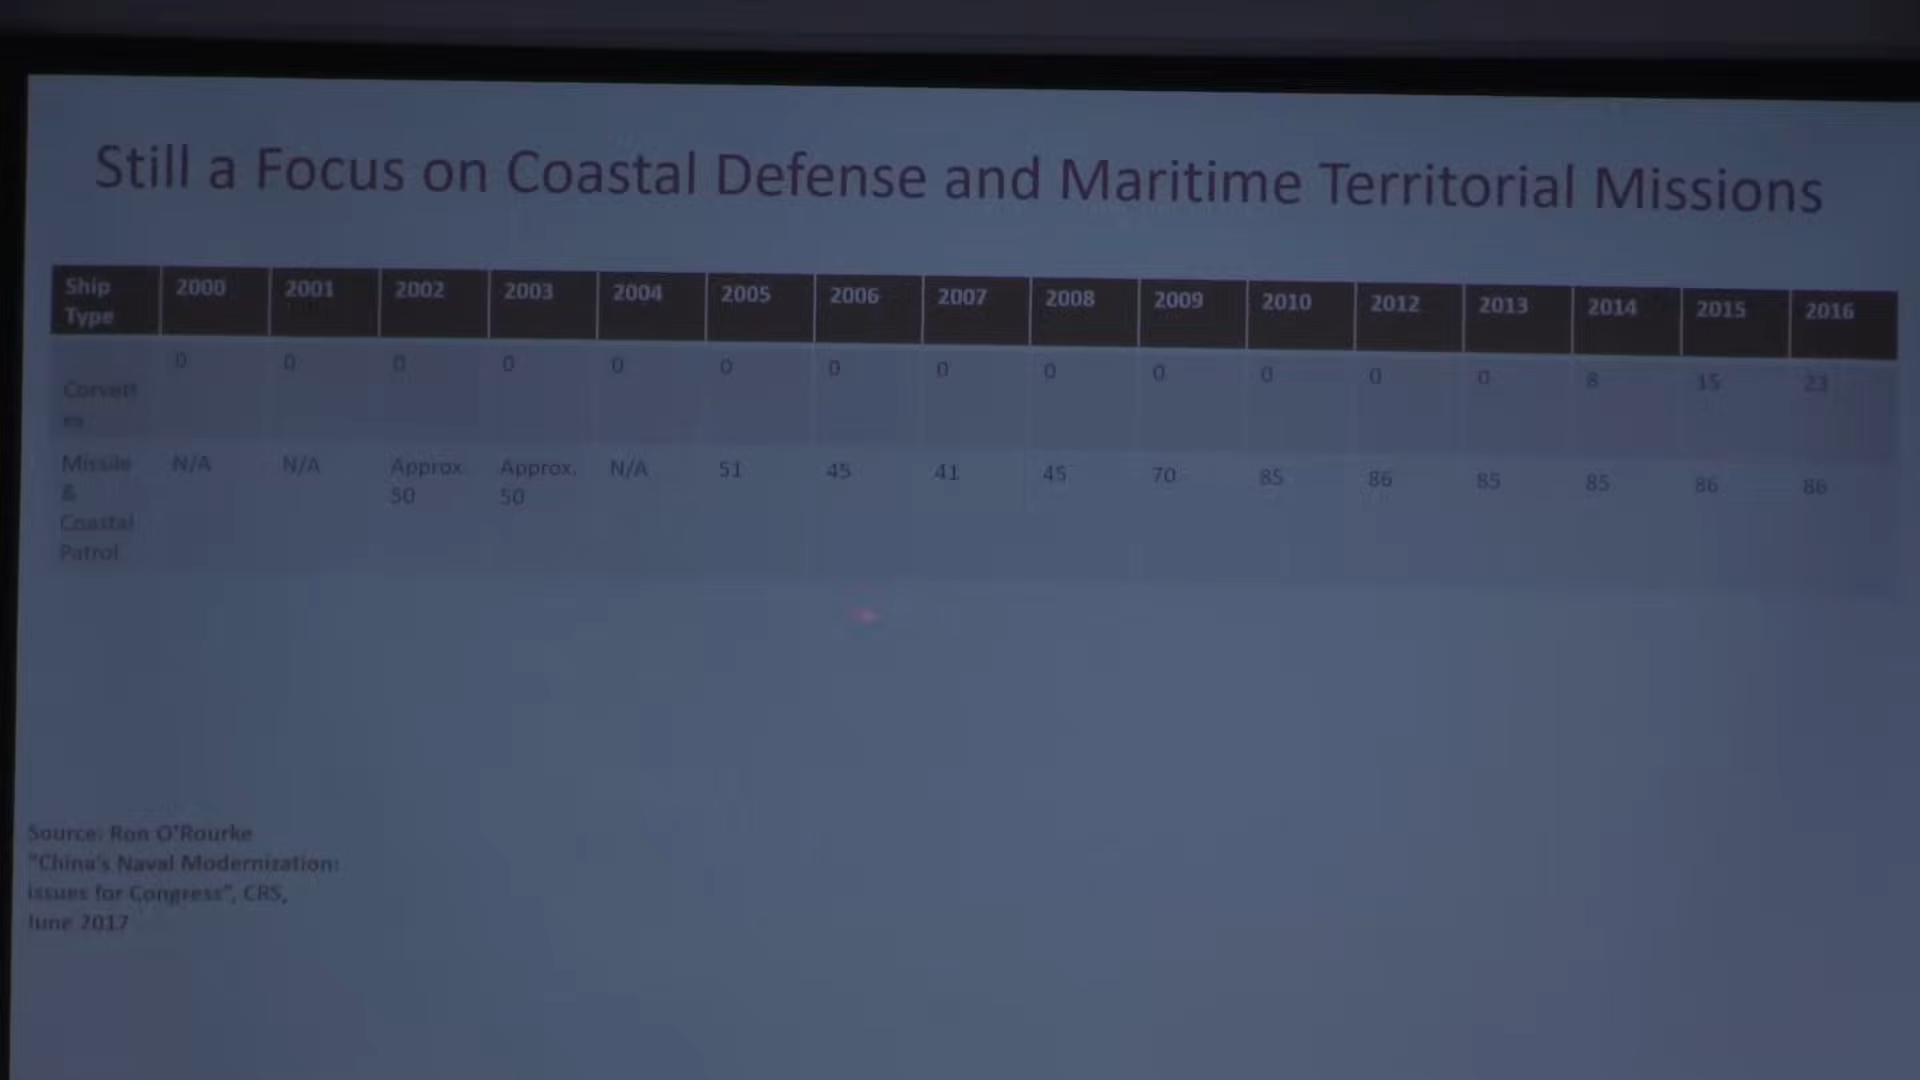 Still a Focus on Coastal Defense and Maritime Territorial Missions
Ship Type 2000 2001 2002 2003 2004 2005 2006 2007 2008 2009 2010 2012 2013 2014 2015 2016
Corvettes 0 0 0 0 0 0 0 0 0 0 0 0 0 8 15 23
Missile & Coastal Patrol N/A N/A Approx. 50 Approx. 50 N/A 51 45 41 45 70 85 86 85 85 86 86
Source: Ron O'Rourke
"China's Naval Modernization:
issues for Congress", CRS,
June 2017